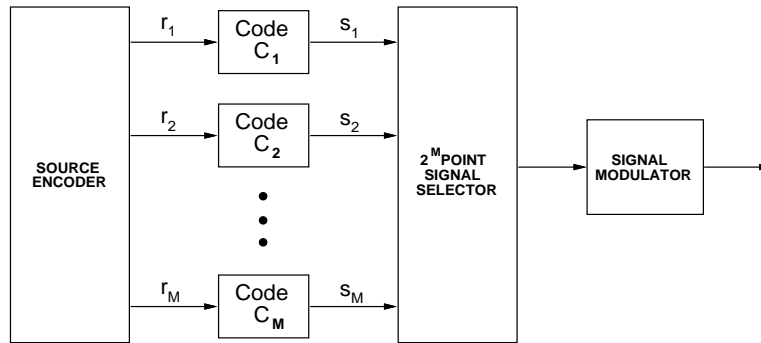 SOURCE
ENCODER
r1
Code
C1
s1
r2
Code
C2
s2
rM
Code
CM
sM
2^M POINT
SIGNAL
SELECTOR
SIGNAL
MODULATOR